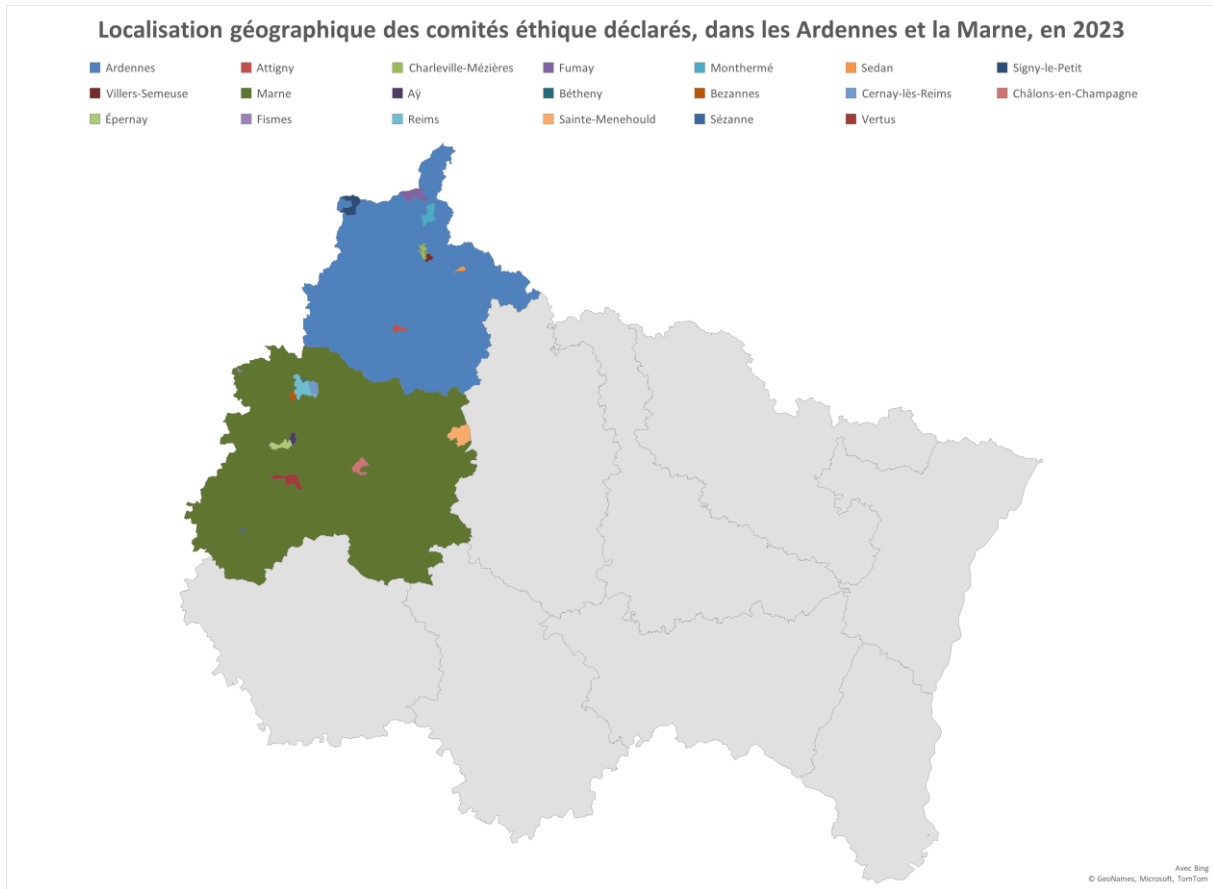 Localisation géographique des comités éthique déclarés, dans les Ardennes et la Marne, en 2023
Ardennes Attigny Charleville-Mézières Fumay Monthermé Sedan Signy-le-Petit
Villers-Semeuse Marne Aÿ Bétheny Bezannes Cernay-lès-Reims Châlons-en-Champagne
Épernay Fismes Reims Sainte-Menehould Sézanne Vertus
Avec Bing
© GeoNames, Microsoft, TomTom